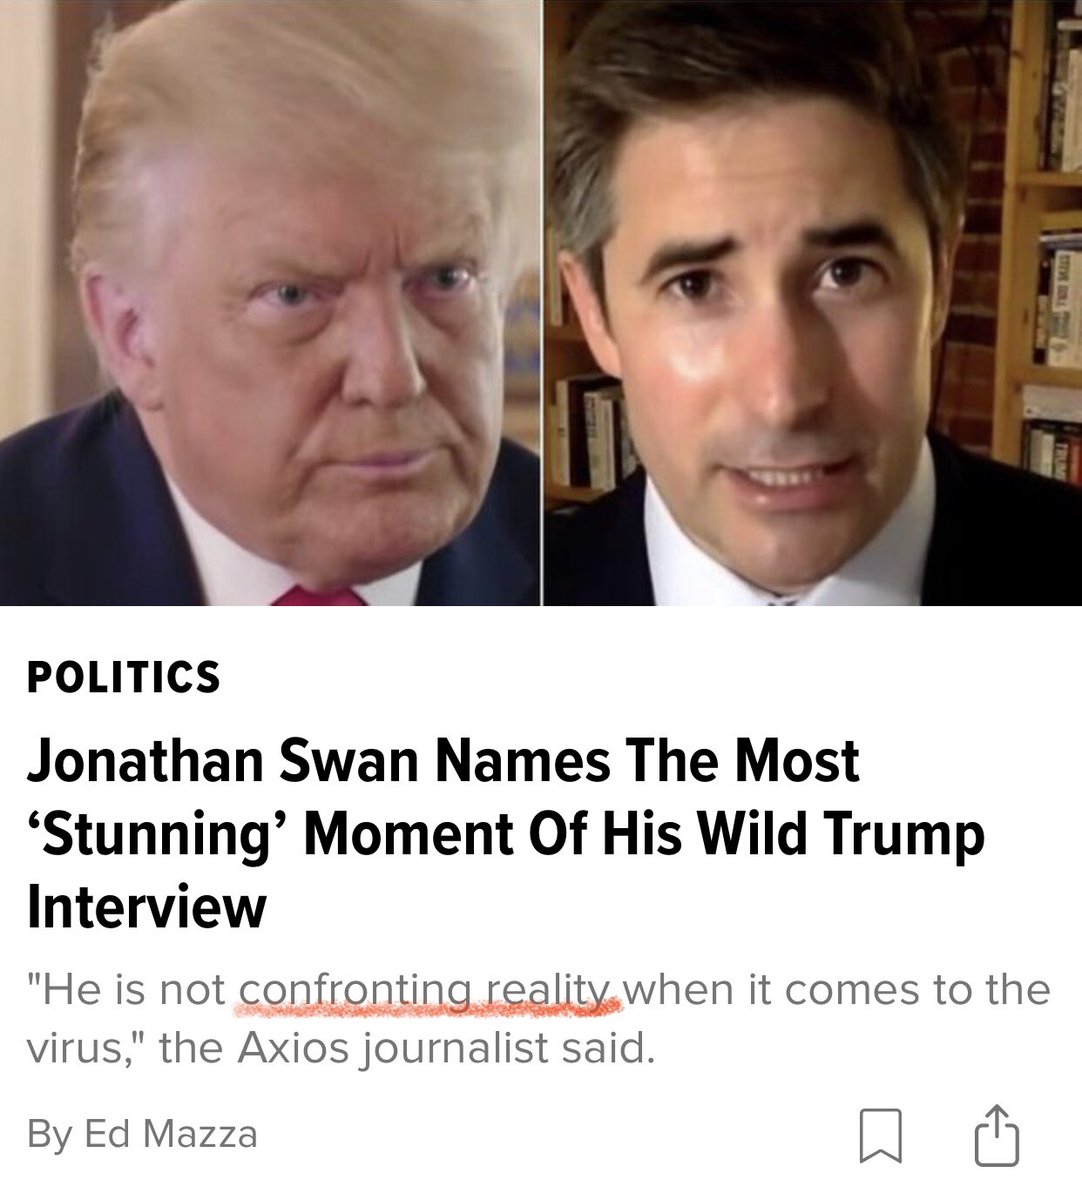 POLITICS
Jonathan Swan Names The Most
‘Stunning’ Moment Of His Wild Trump
Interview
"He is not confronting reality when it comes to the
virus," the Axios journalist said.
By Ed Mazza